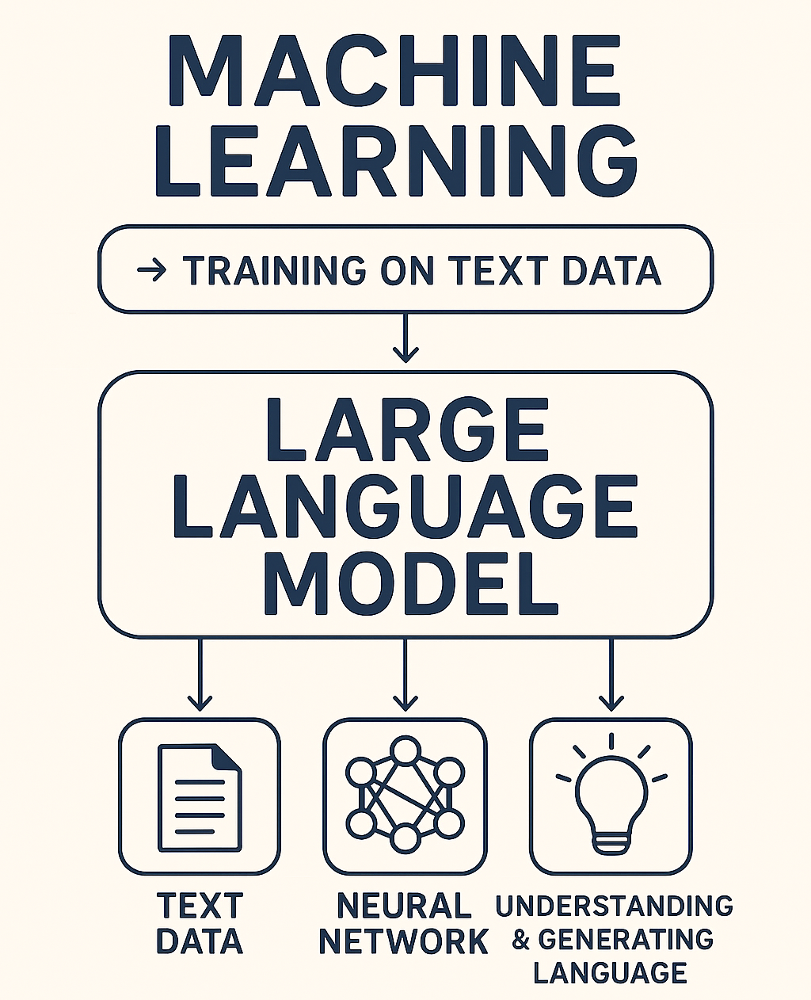 MACHINE
LEARNING
→ TRAINING ON TEXT DATA
LARGE
LANGUAGE
MODEL
TEXT
DATA
NEURAL
NETWORK
UNDERSTANDING
& GENERATING
LANGUAGE